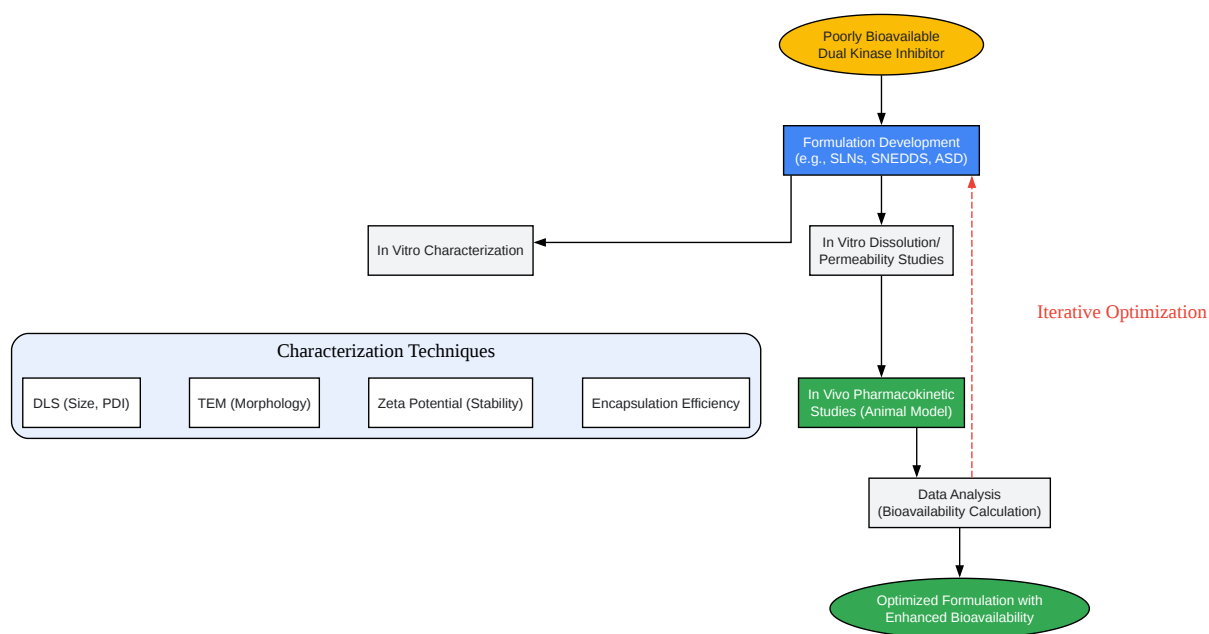 Poorly Bioavailable
Dual Kinase Inhibitor
Formulation Development
(e.g., SLNs, SNEDDS, ASD)
In Vitro Characterization
In Vitro Dissolution/
Permeability Studies
Iterative Optimization
Characterization Techniques
DLS (Size, PDI)
TEM (Morphology)
Zeta Potential (Stability)
Encapsulation Efficiency
In Vivo Pharmacokinetic
Studies (Animal Model)
Data Analysis
(Bioavailability Calculation)
Optimized Formulation with
Enhanced Bioavailability